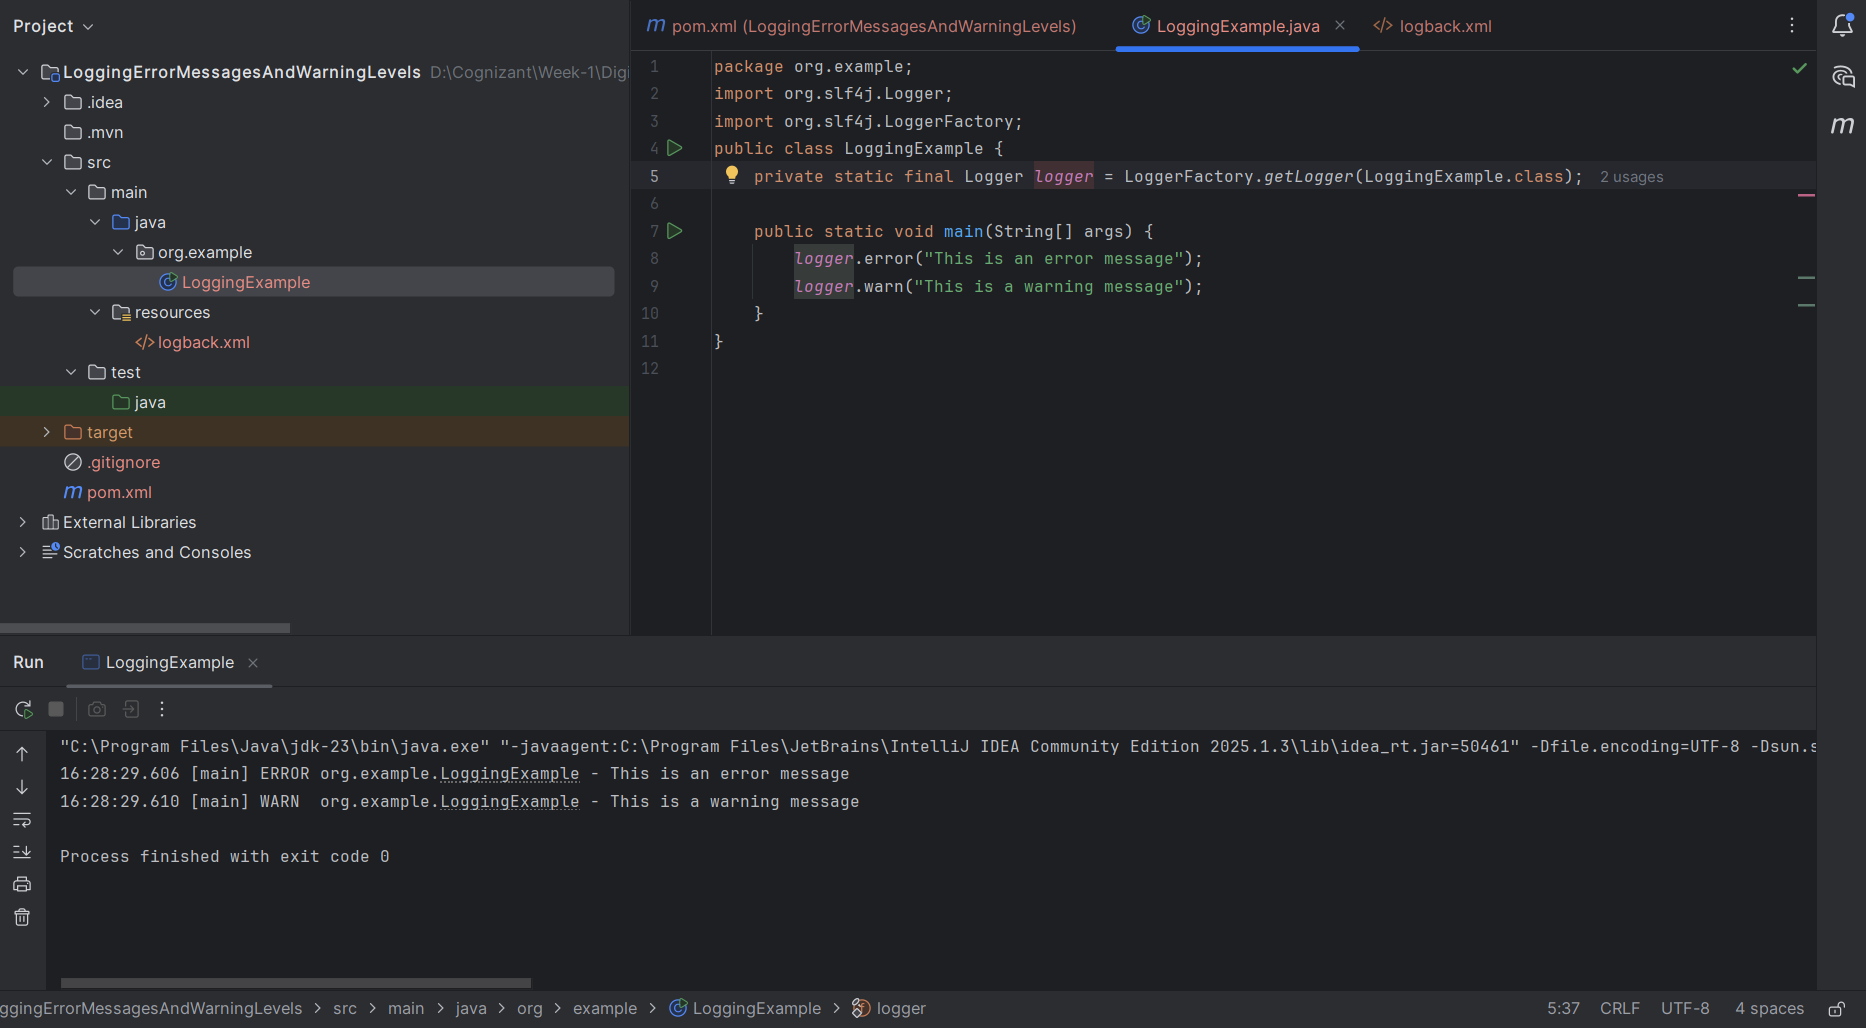 Project
LoggingErrorMessagesAndWarningLevels D:\Cognizant\Week-1\Digi
.idea
.mvn
src
main
java
org.example
LoggingExample
resources
logback.xml
test
java
target
.gitignore
pom.xml
External Libraries
Scratches and Consoles
pom.xml (LoggingErrorMessagesAndWarningLevels) LoggingExample.java logback.xml
1 package org.example;
2 import org.slf4j.Logger;
3 import org.slf4j.LoggerFactory;
4 public class LoggingExample {
5 private static final Logger logger = LoggerFactory.getLogger(LoggingExample.class); 2 usages
6
7 public static void main(String[] args) {
8 logger.error("This is an error message");
9 logger.warn("This is a warning message");
10 }
11 }
12
Run LoggingExample
"C:\Program Files\Java\jdk-23\bin\java.exe" "-javaagent:C:\Program Files\JetBrains\IntelliJ IDEA Community Edition 2025.1.3\lib\idea_rt.jar=50461" -Dfile.encoding=UTF-8 -Dsun.s
16:28:29.606 [main] ERROR org.example.LoggingExample - This is an error message
16:28:29.610 [main] WARN  org.example.LoggingExample - This is a warning message
Process finished with exit code 0
ggingErrorMessagesAndWarningLevels > src > main > java > org > example > LoggingExample > logger 5:37 CRLF UTF-8 4 spaces